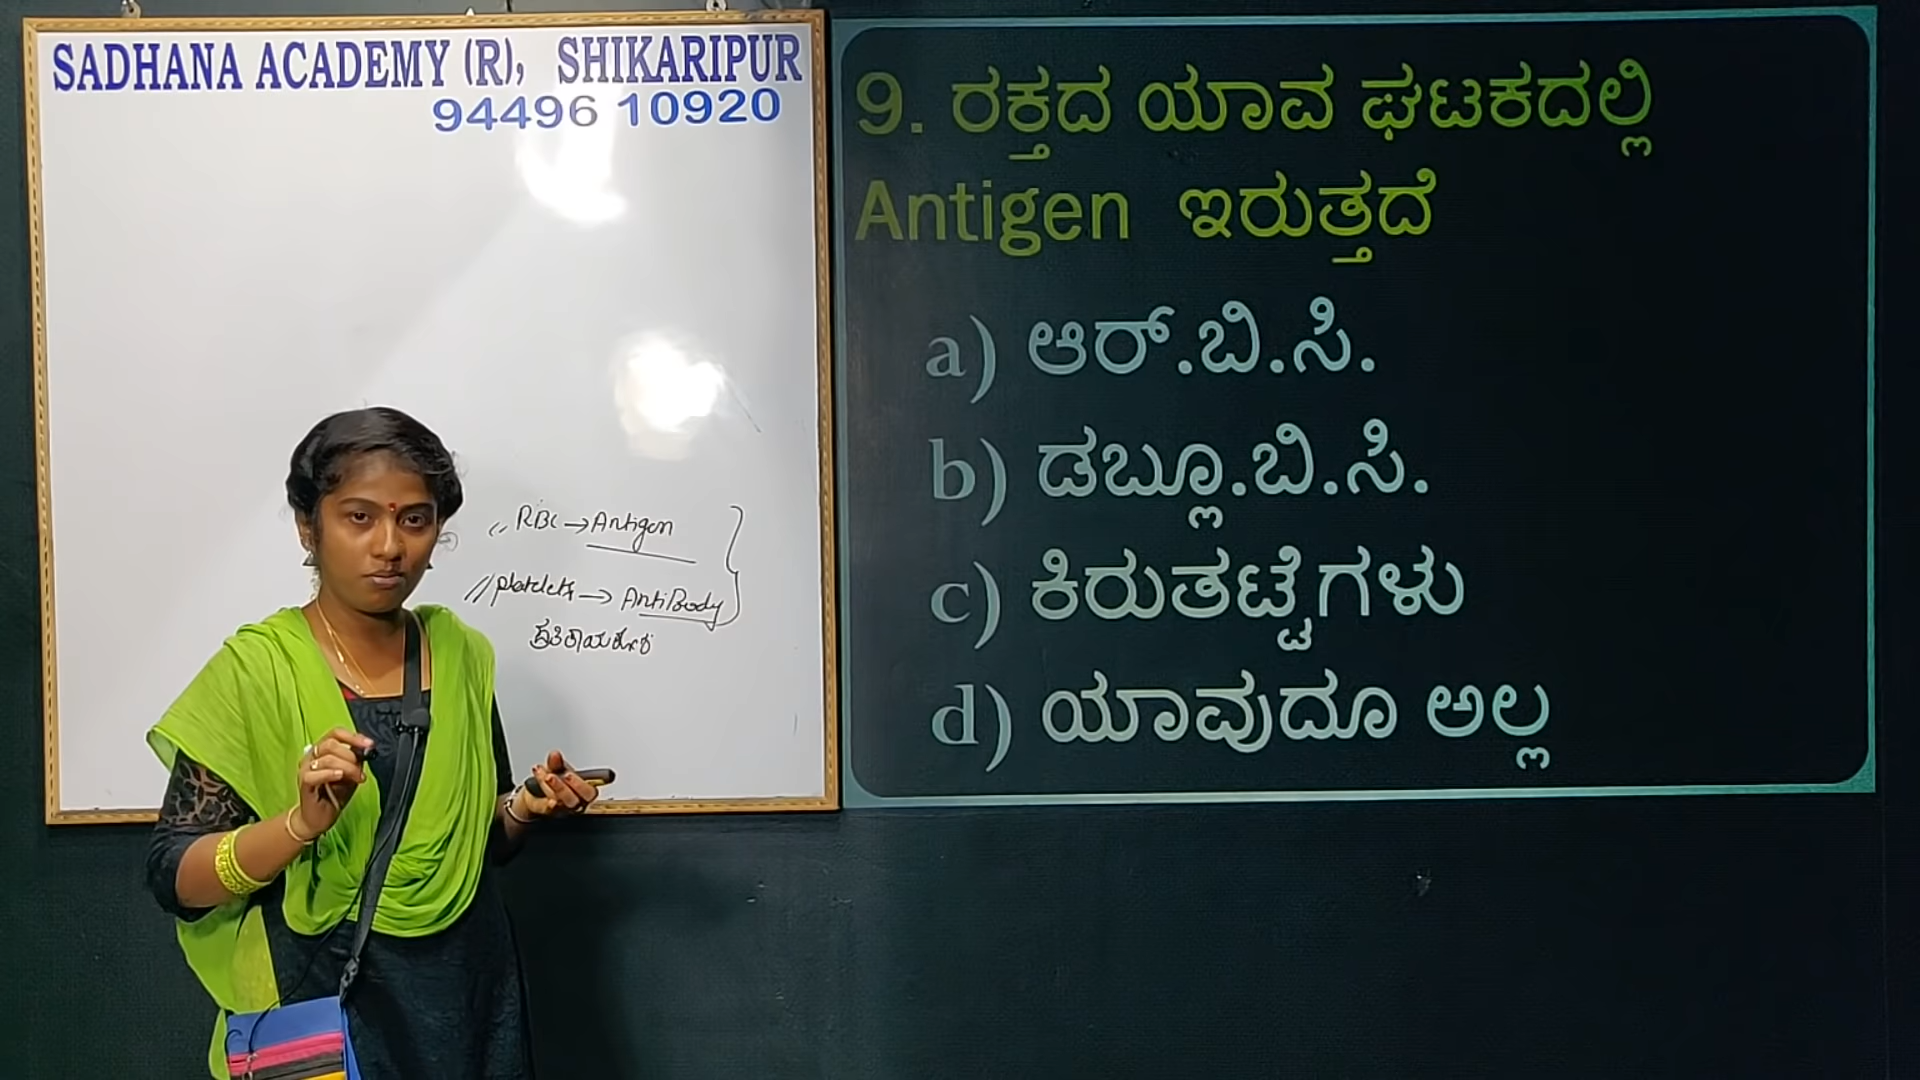 SADHANA ACADEMY (R), SHIKARIPUR
94496 10920
RBC → Antigen
platelets → AntiBody
9. ರಕ್ತದ ಯಾವ ಘಟಕದಲ್ಲಿ
Antigen ಇರುತ್ತದೆ
a) ಆರ್.ಬಿ.ಸಿ.
b) ಡಬ್ಲೂ.ಬಿ.ಸಿ.
c) ಕಿರುತಟ್ಟೆಗಳು
d) ಯಾವುದೂ ಅಲ್ಲ